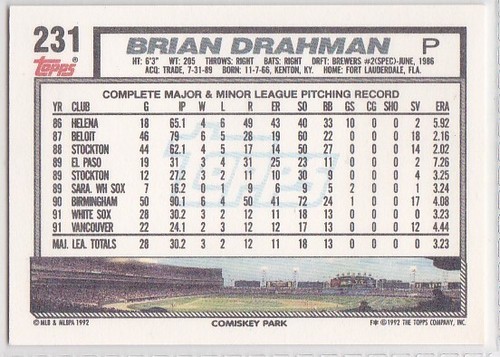 231
Topps®
BRIAN DRAHMAN P
HT: 6'3" WT: 205 THROWS: RIGHT BATS: RIGHT DRFT: BREWERS #2(SPEC)-JUNE, 1986
ACQ: TRADE, 7-31-89 BORN: 11-7-66, KENTON, KY. HOME: FORT LAUDERDALE, FLA.
COMPLETE MAJOR & MINOR LEAGUE PITCHING RECORD
YR CLUB G IP W L R ER SO BB GS CG SHO SV ERA
86 HELENA 18 65.1 4 6 49 43 40 33 10 0 0 2 5.92
87 BELOIT 46 79 6 5 28 19 60 22 0 0 0 18 2.16
88 STOCKTON 44 62.1 4 5 17 14 50 27 0 0 0 14 2.02
89 EL PASO 19 31 3 4 31 25 23 11 0 0 0 2 7.26
89 STOCKTON 12 27.2 3 2 11 10 30 9 0 0 0 4 3.25
89 SARA. WH SOX 7 16.2 0 1 9 6 9 5 2 0 0 1 3.24
90 BIRMINGHAM 50 90.1 6 4 50 41 72 24 1 0 0 17 4.08
91 WHITE SOX 28 30.2 3 2 12 11 18 13 0 0 0 0 3.23
91 VANCOUVER 22 24.1 2 3 12 12 17 13 0 0 0 12 4.44
MAJ. LEA. TOTALS 28 30.2 3 2 12 11 18 13 0 0 0 0 3.23
Topps
© MLB & MLBPA 1992 COMISKEY PARK F* ©1992 THE TOPPS COMPANY, INC.